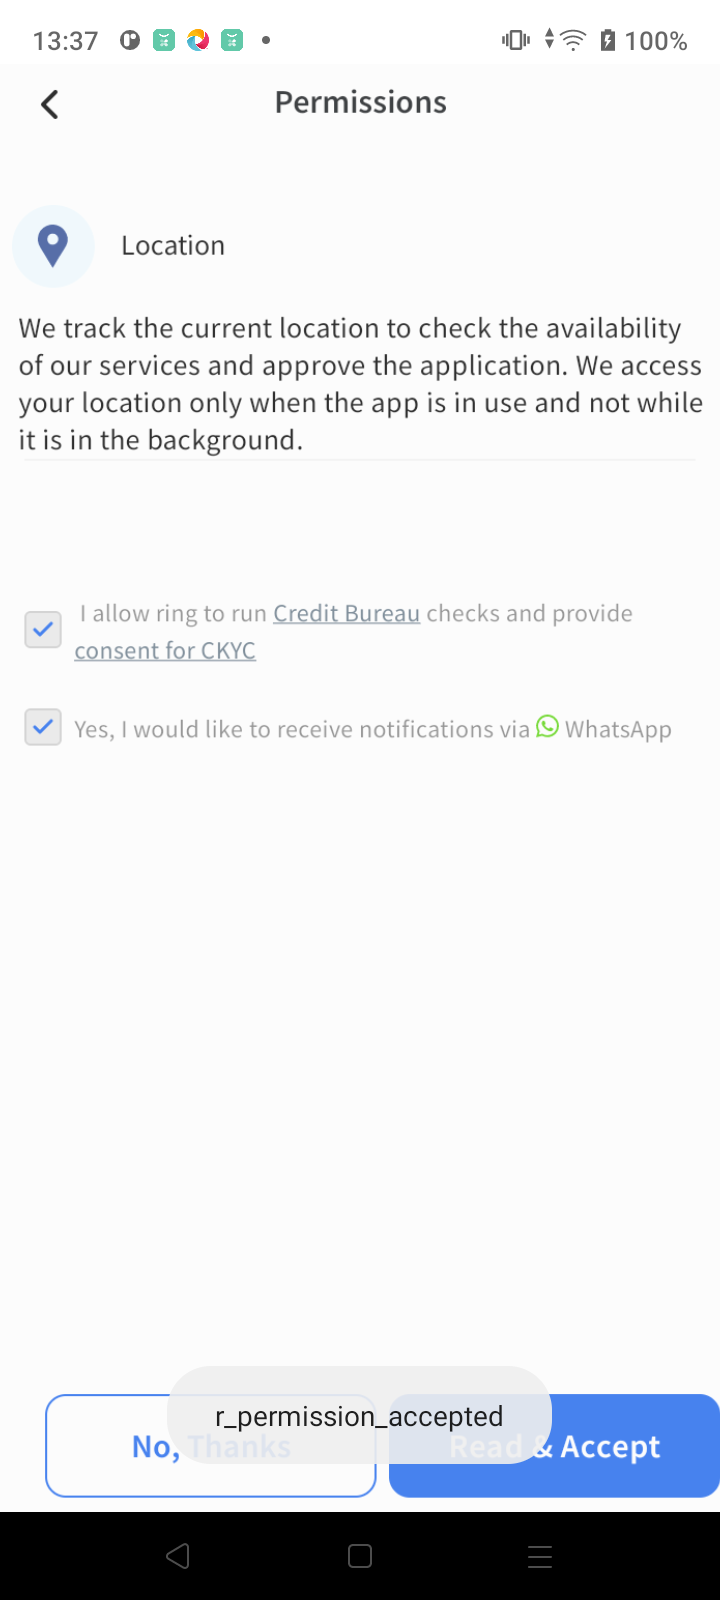 13:37
100%
Permissions
Location
We track the current location to check the availability
of our services and approve the application. We access
your location only when the app is in use and not while
it is in the background.
I allow ring to run Credit Bureau checks and provide
consent for CKYC
Yes, I would like to receive notifications via WhatsApp
r_permission_accepted
No, Thanks
Read & Accept